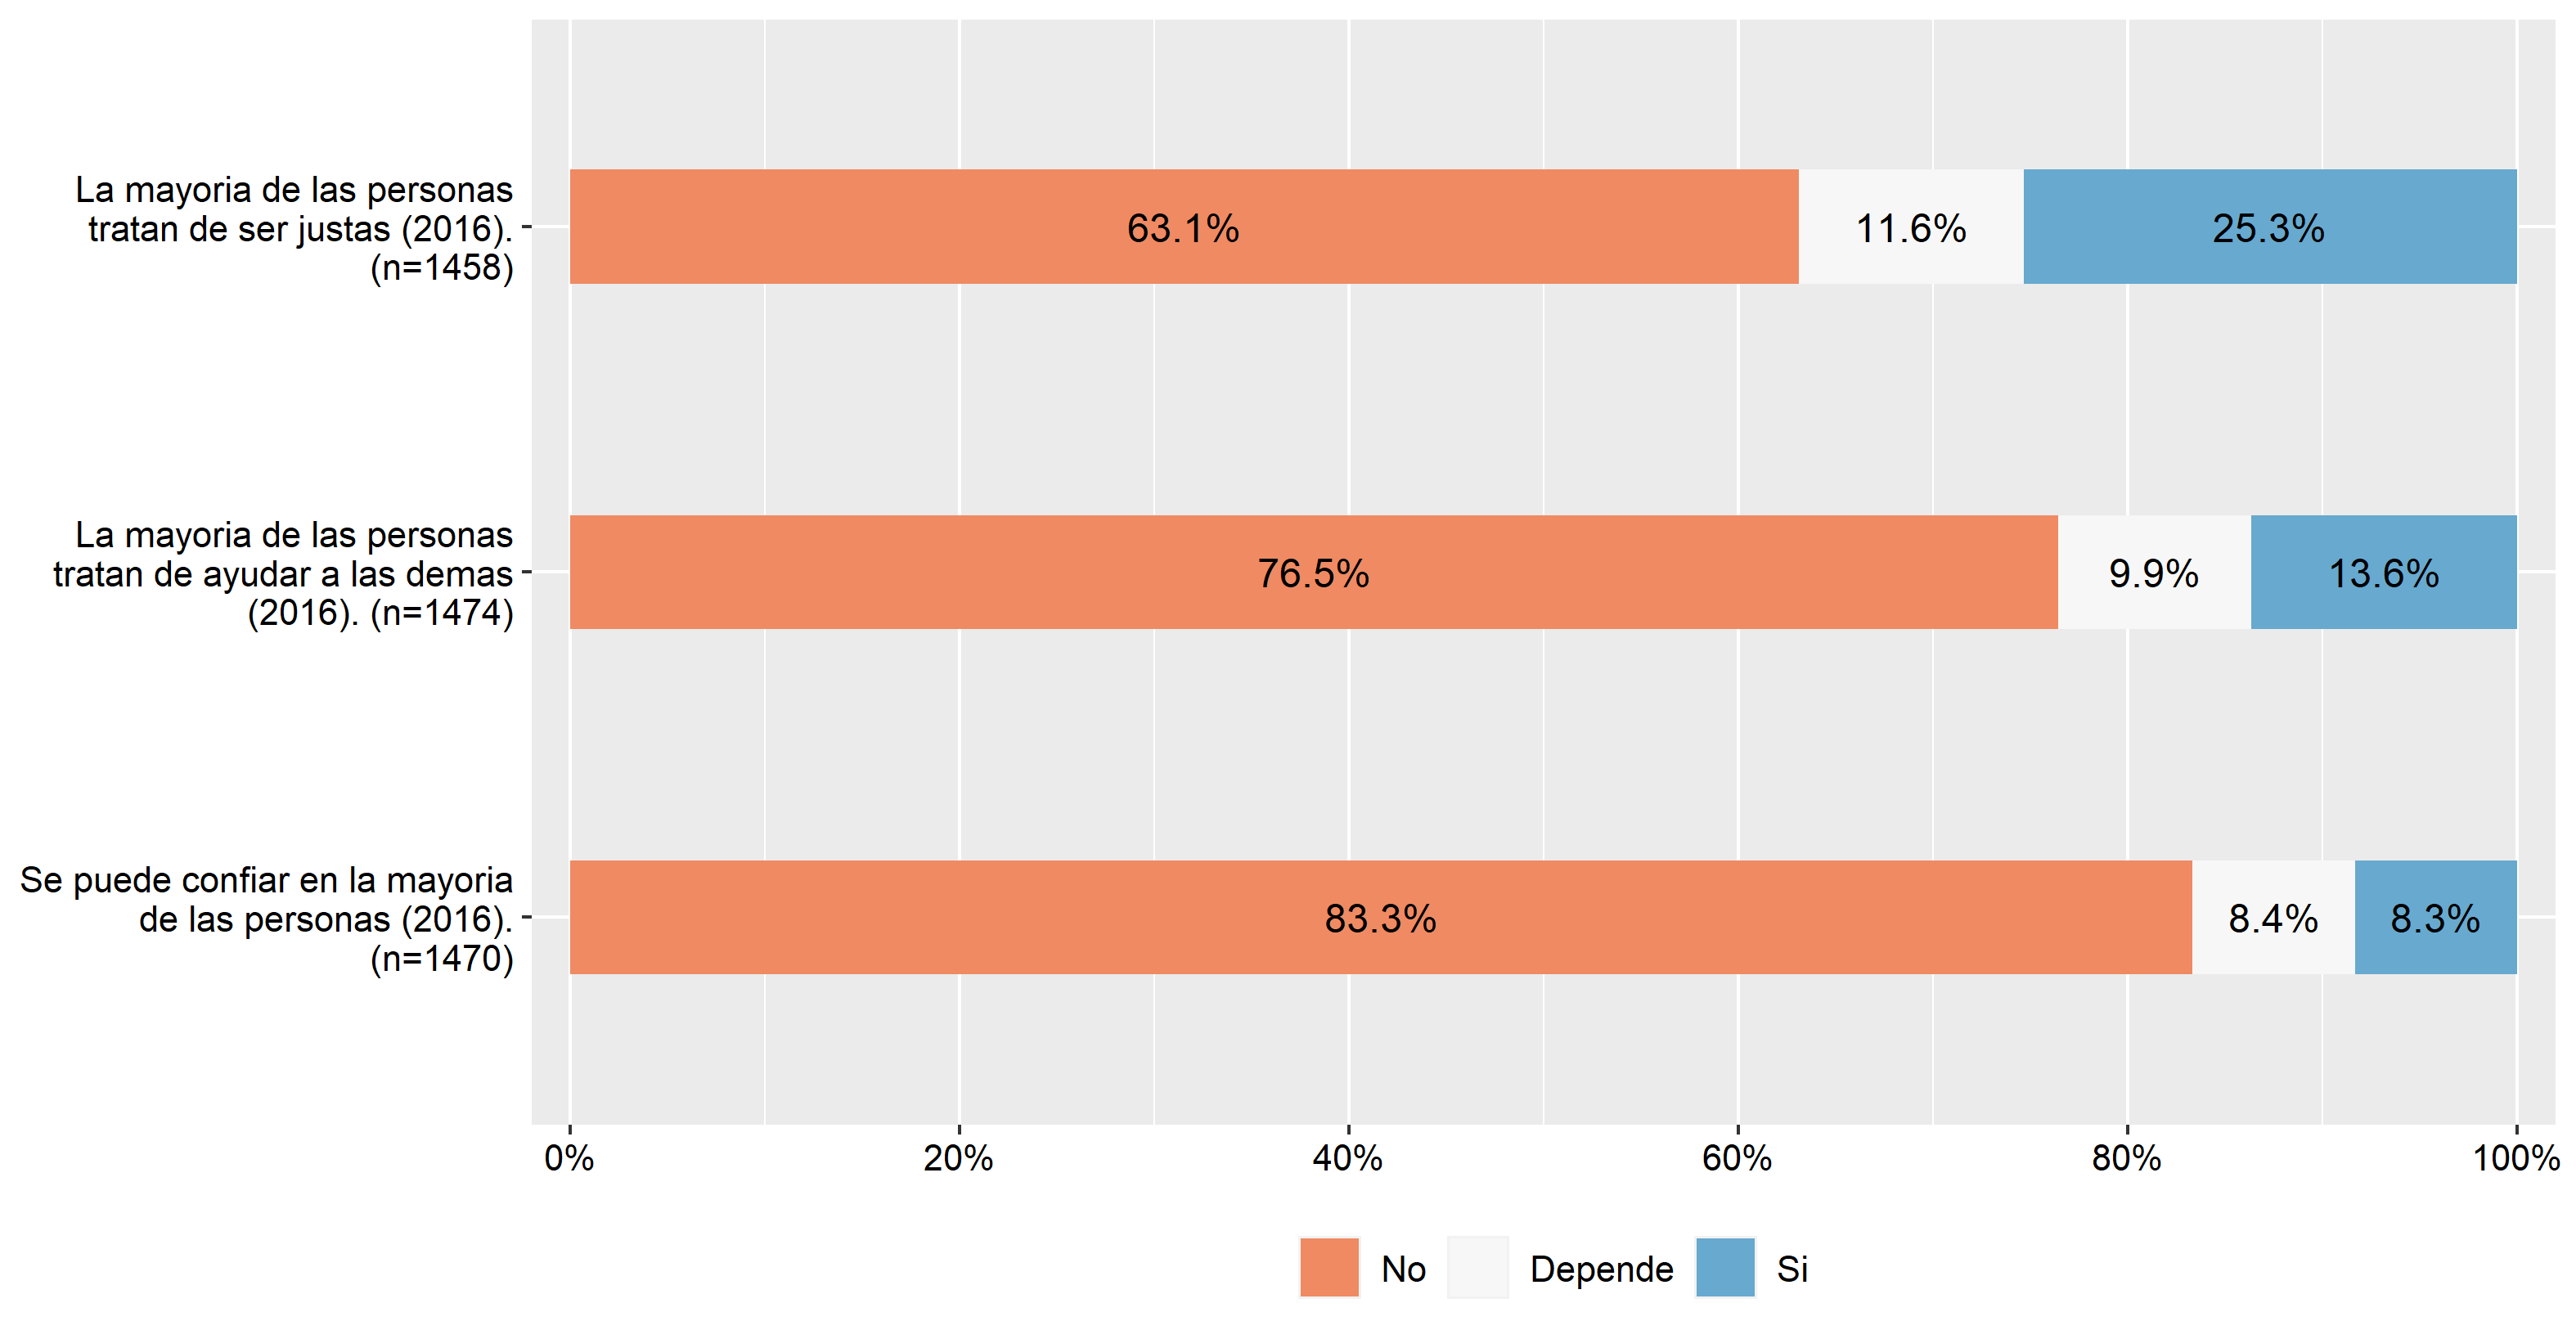 La mayoria de las personas
tratan de ser justas (2016).
(n=1458)
63.1%
11.6%
25.3%
La mayoria de las personas
tratan de ayudar a las demas
(2016). (n=1474)
76.5%
9.9%
13.6%
Se puede confiar en la mayoria
de las personas (2016).
(n=1470)
83.3%
8.4%
8.3%
0%
20%
40%
60%
80%
100%
No
Depende
Si